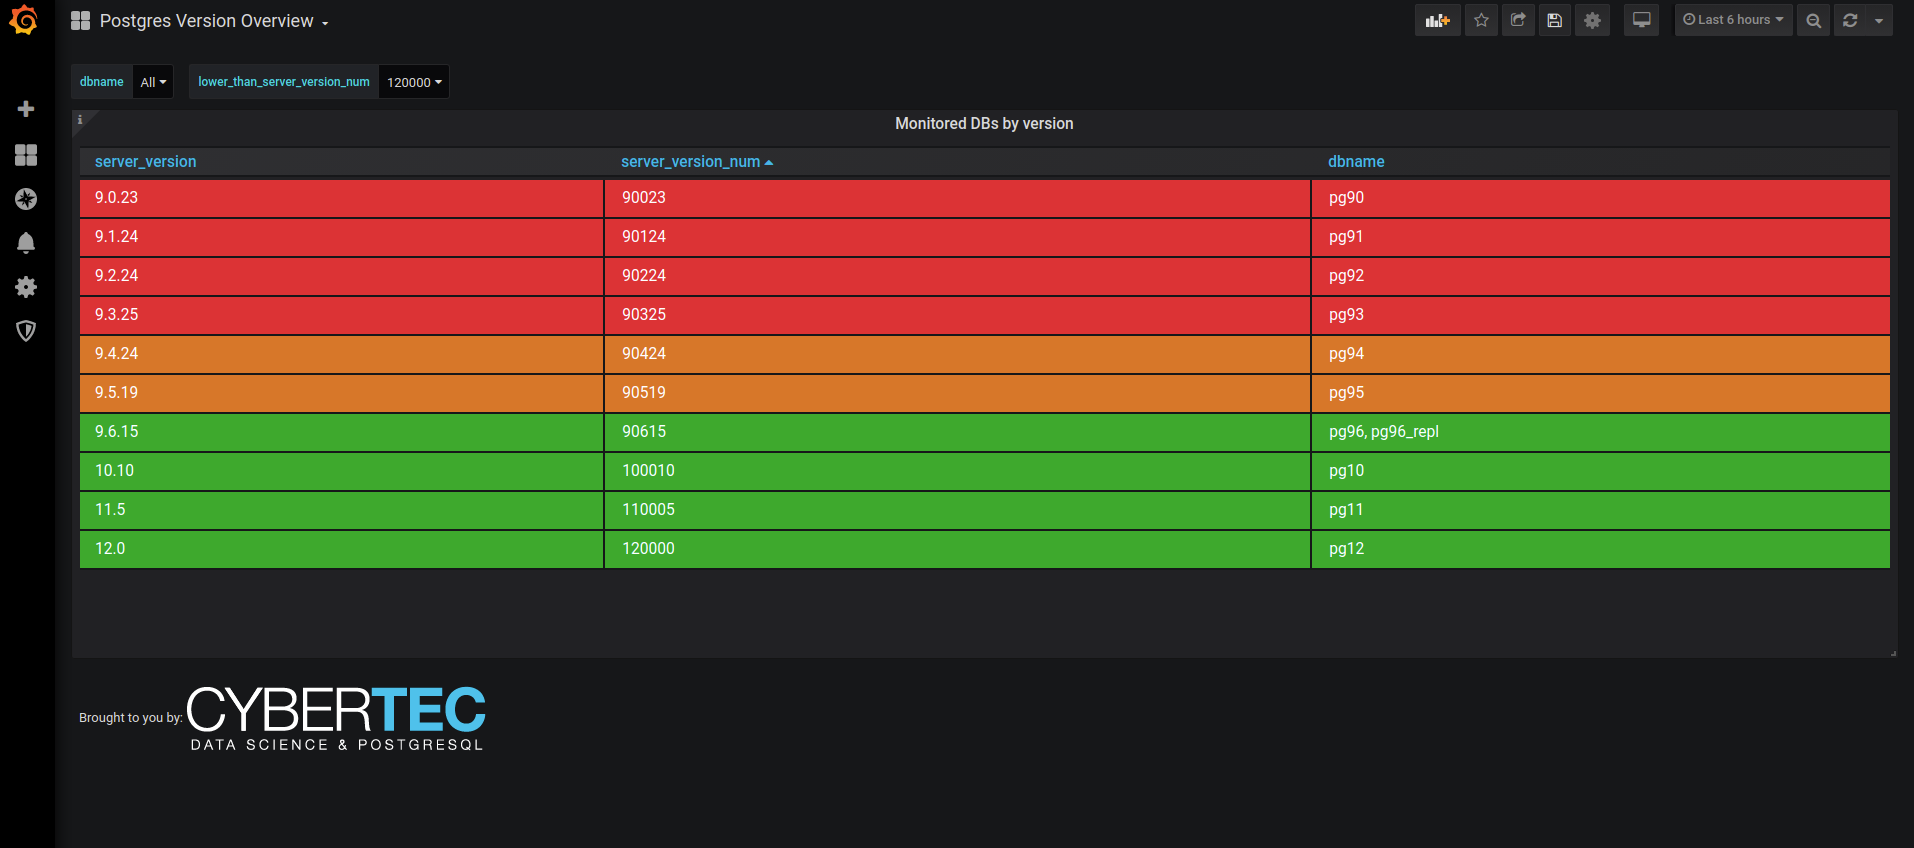 Postgres Version Overview
Last 6 hours
dbname All lower_than_server_version_num 120000
i
Monitored DBs by version
server_version server_version_num dbname
9.0.23 90023 pg90
9.1.24 90124 pg91
9.2.24 90224 pg92
9.3.25 90325 pg93
9.4.24 90424 pg94
9.5.19 90519 pg95
9.6.15 90615 pg96, pg96_repl
10.10 100010 pg10
11.5 110005 pg11
12.0 120000 pg12
Brought to you by: CYBERTEC
DATA SCIENCE & POSTGRESQL